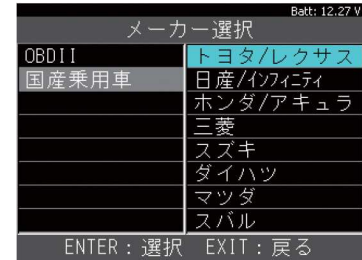 Batt: 12.27 V
メーカー選択
OBDII
国産乗用車
トヨタ/レクサス
日産/インフィニティ
ホンダ/アキュラ
三菱
スズキ
ダイハツ
マツダ
スバル
ENTER：選択 EXIT：戻る